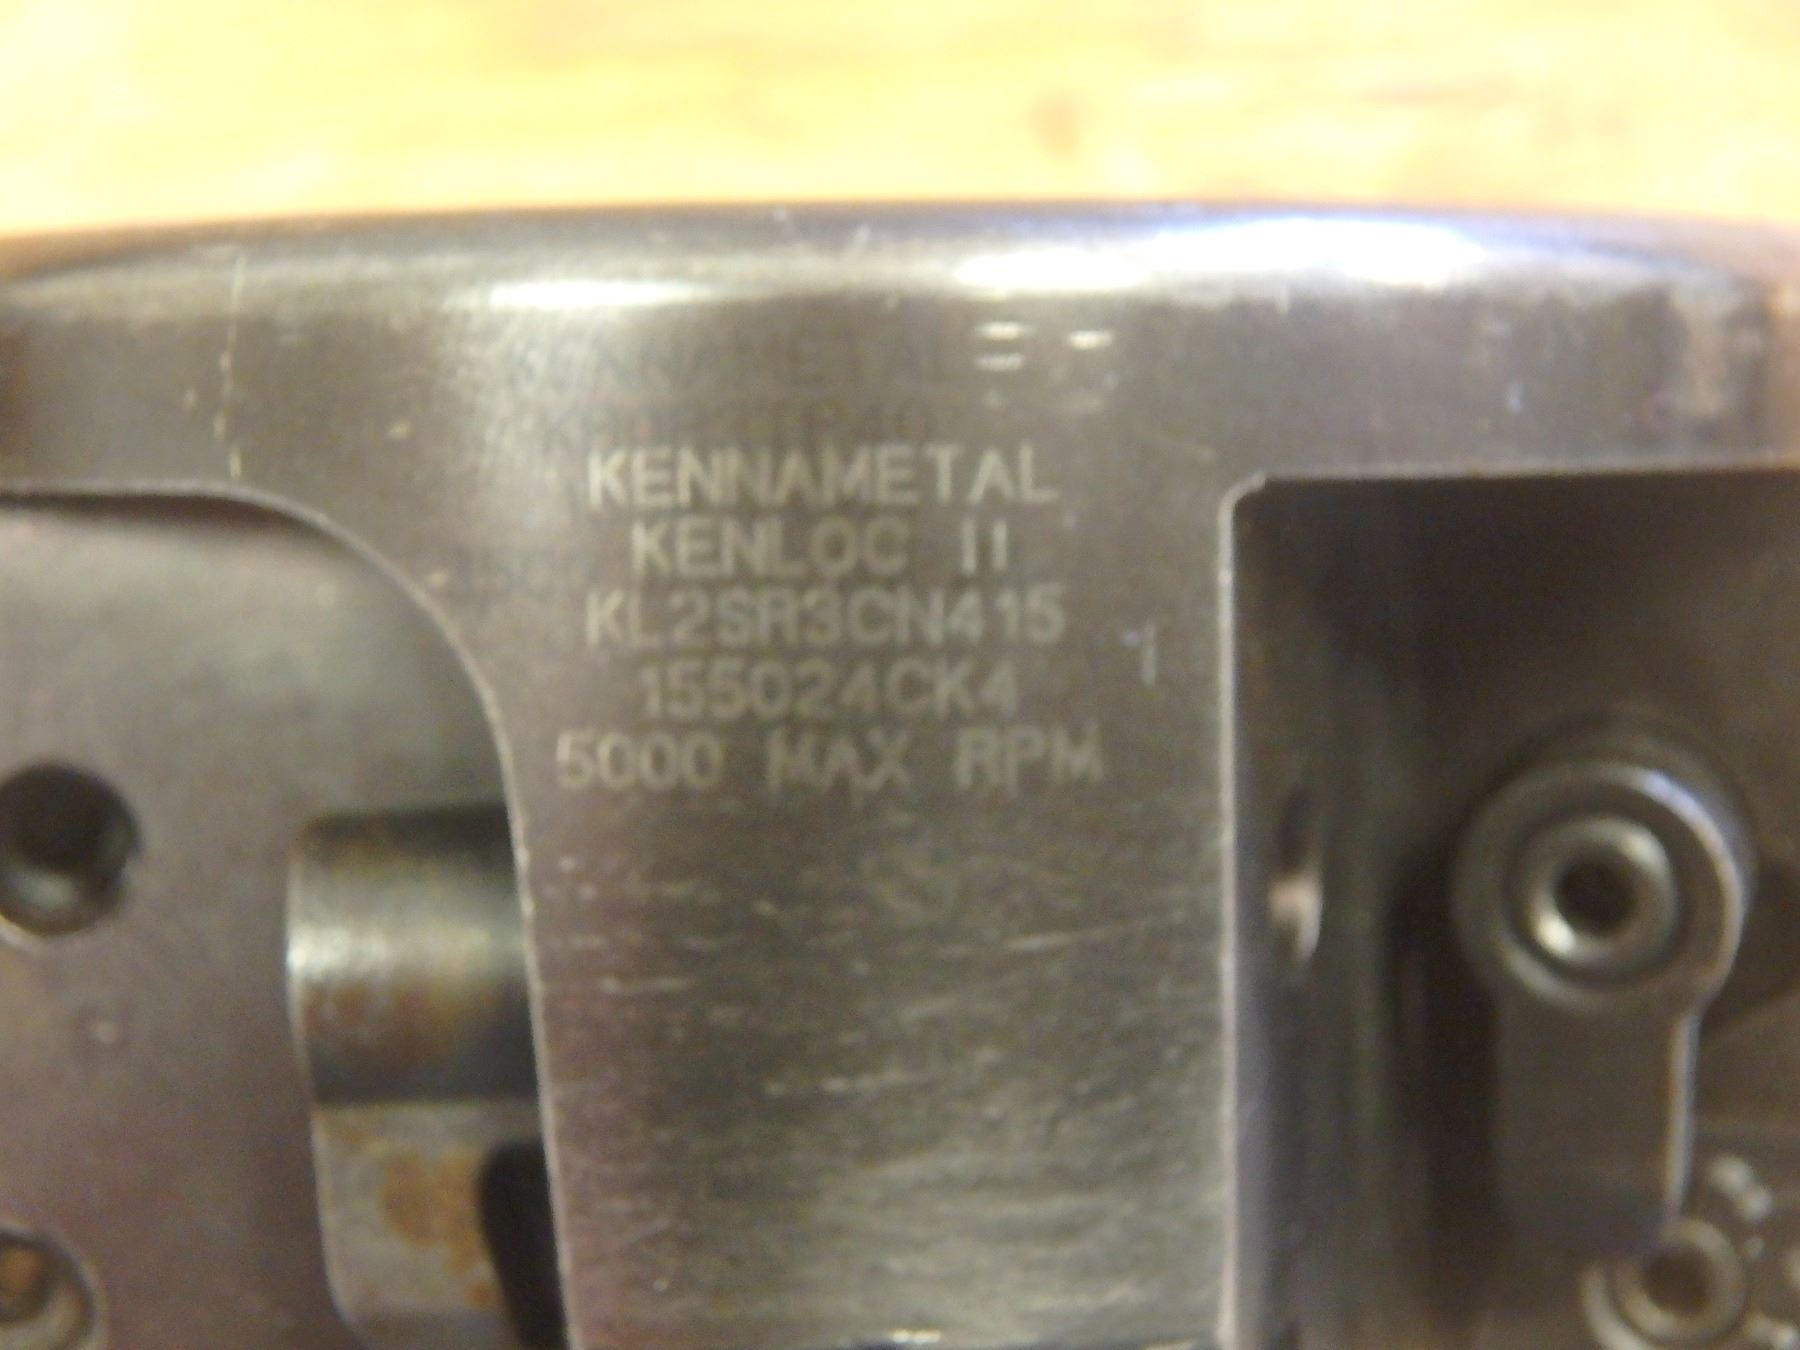 KENNAMETAL
KENLOC II
KL2SR3CN415
155024CK4
5000 MAX RPM